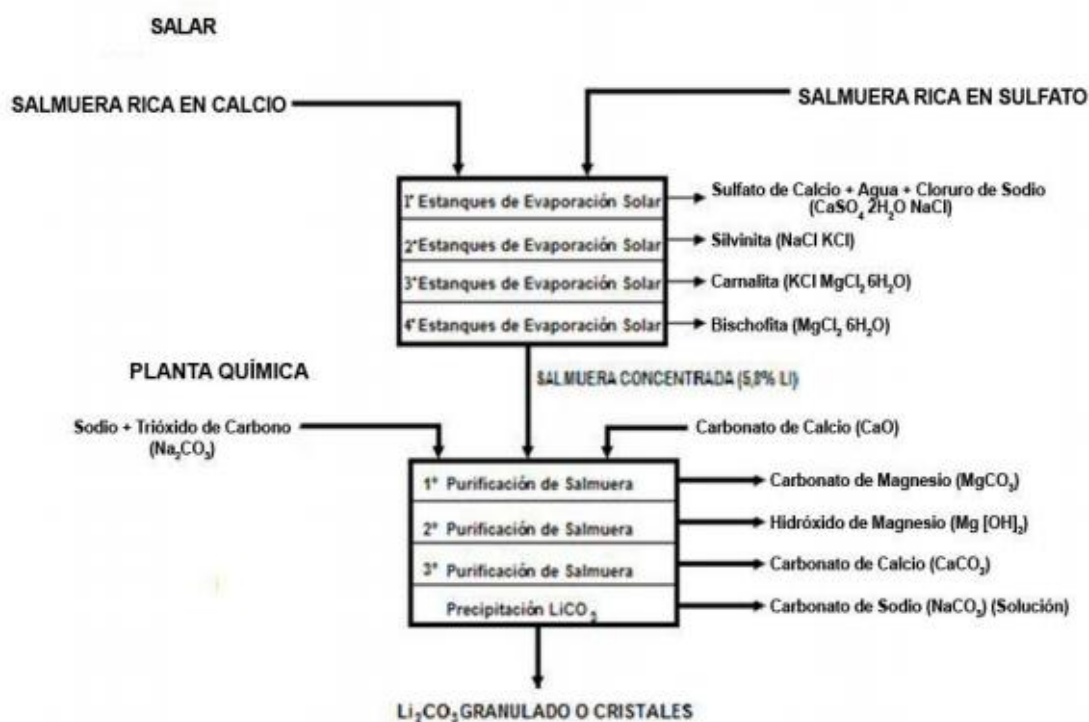 SALAR
SALMUERA RICA EN CALCIO
SALMUERA RICA EN SULFATO
1° Estanques de Evaporación Solar
Sulfato de Calcio + Agua + Cloruro de Sodio
(CaSO₄ 2H₂O NaCl)
2° Estanques de Evaporación Solar
Silvinita (NaCl KCl)
3° Estanques de Evaporación Solar
Carnalita (KCl MgCl₂ 6H₂O)
4° Estanques de Evaporación Solar
Bischofita (MgCl₂ 6H₂O)
PLANTA QUÍMICA
SALMUERA CONCENTRADA (5,8% LI)
Sodio + Trióxido de Carbono
(Na₂CO₃)
Carbonato de Calcio (CaO)
1° Purificación de Salmuera
Carbonato de Magnesio (MgCO₃)
2° Purificación de Salmuera
Hidróxido de Magnesio (Mg [OH]₂)
3° Purificación de Salmuera
Carbonato de Calcio (CaCO₃)
Precipitación LiCO₃
Carbonato de Sodio (NaCO₃) (Solución)
Li₂CO₃ GRANULADO O CRISTALES